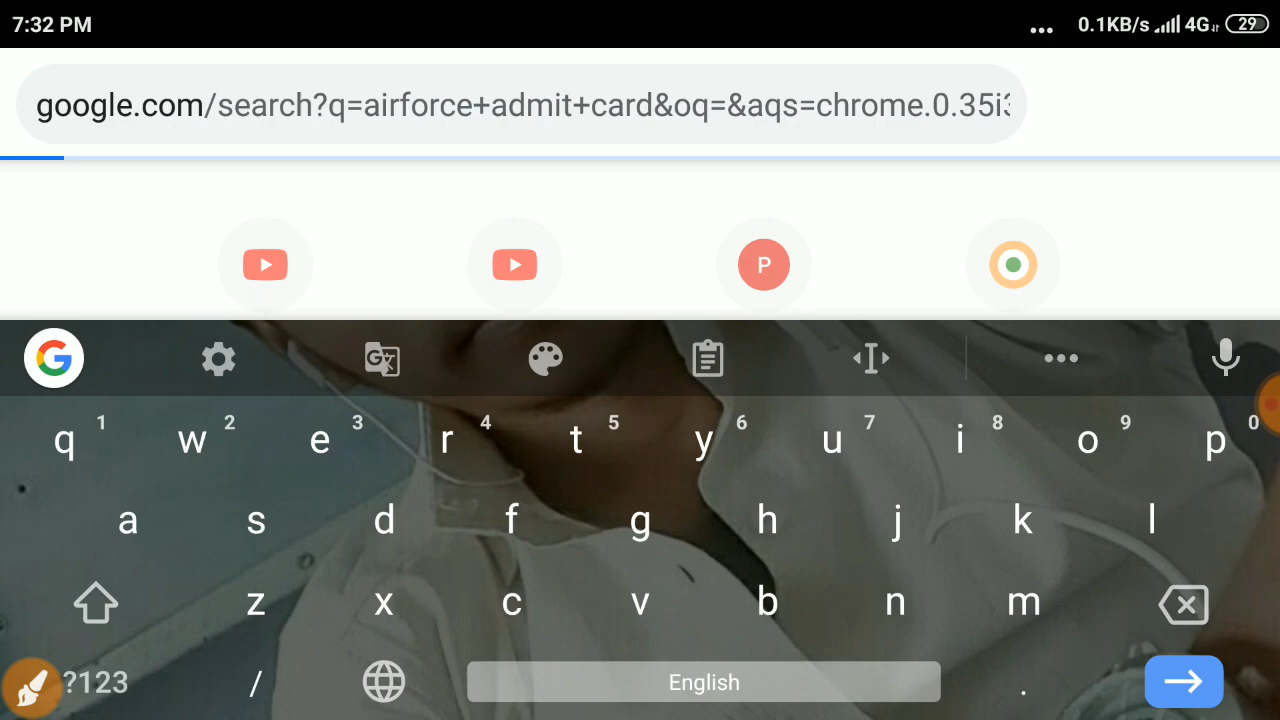 7:32 PM ... 0.1KB/s 4G 29
google.com/search?q=airforce+admit+card&oq=&aqs=chrome.0.35i3
P
G
q 1 w 2 e 3 r 4 t 5 y 6 u 7 i 8 o 9 p 0
a s d f g h j k l
z x c v b n m
?123 / English .